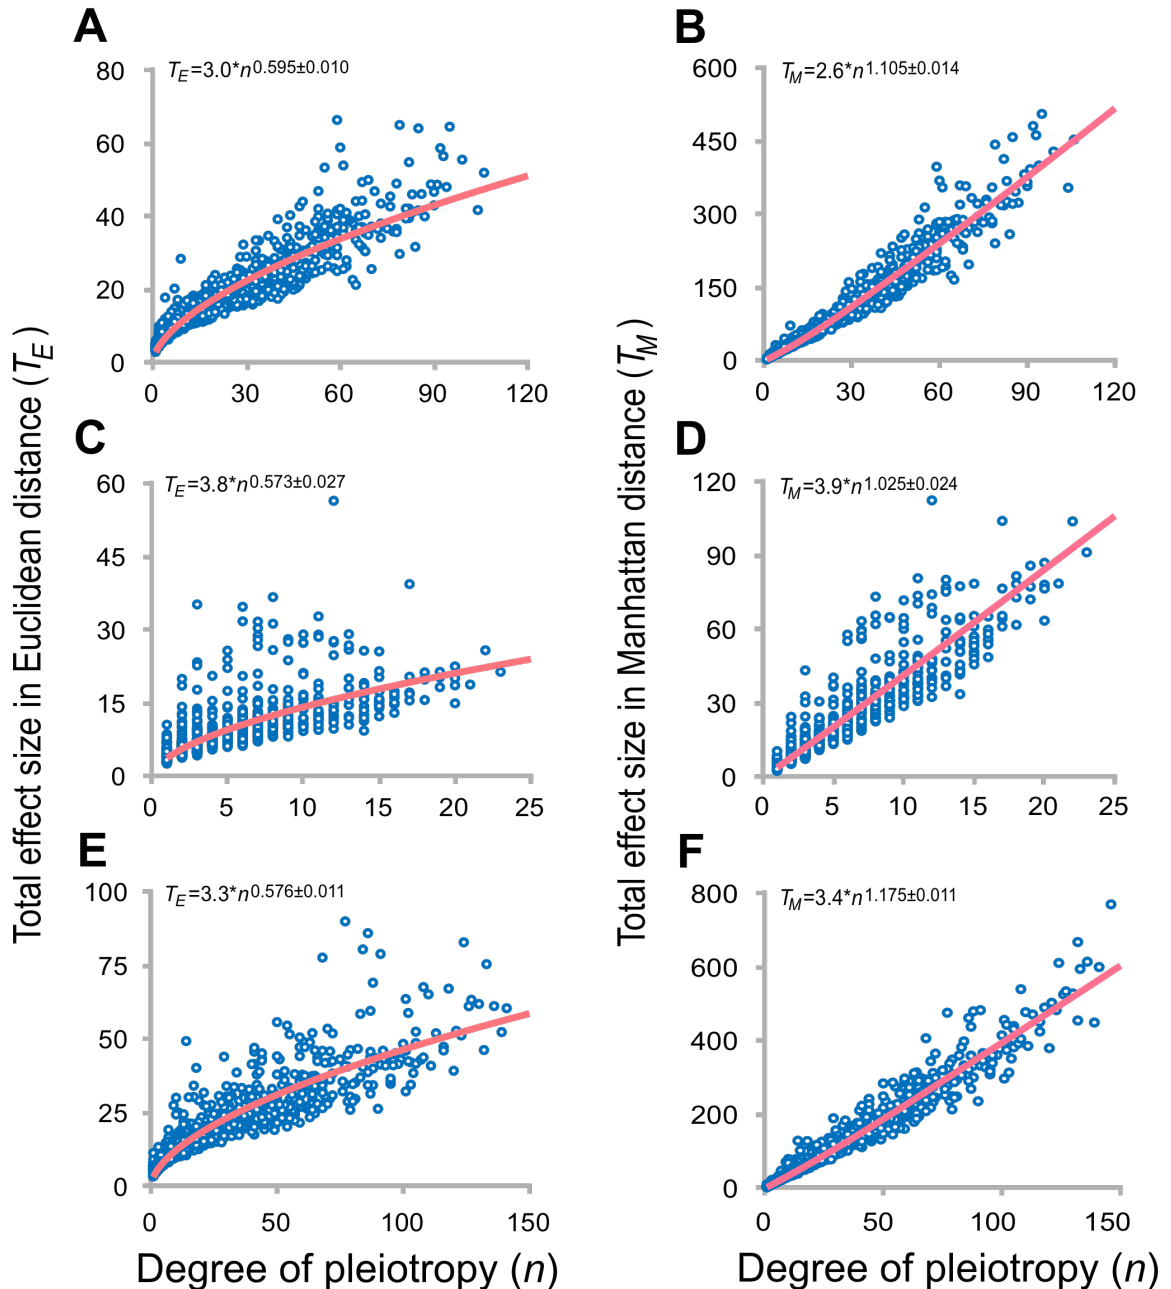 A
T_E=3.0*n^0.595±0.010
80
60
40
20
0
0 30 60 90 120
B
T_M=2.6*n^1.105±0.014
600
450
300
150
0
0 30 60 90 120
C
T_E=3.8*n^0.573±0.027
60
45
30
15
0
0 5 10 15 20 25
D
T_M=3.9*n^1.025±0.024
120
90
60
30
0
0 5 10 15 20 25
E
T_E=3.3*n^0.576±0.011
100
75
50
25
0
0 50 100 150
F
T_M=3.4*n^1.175±0.011
800
600
400
200
0
0 50 100 150
Total effect size in Euclidean distance (T_E)
Total effect size in Manhattan distance (T_M)
Degree of pleiotropy (n)
Degree of pleiotropy (n)